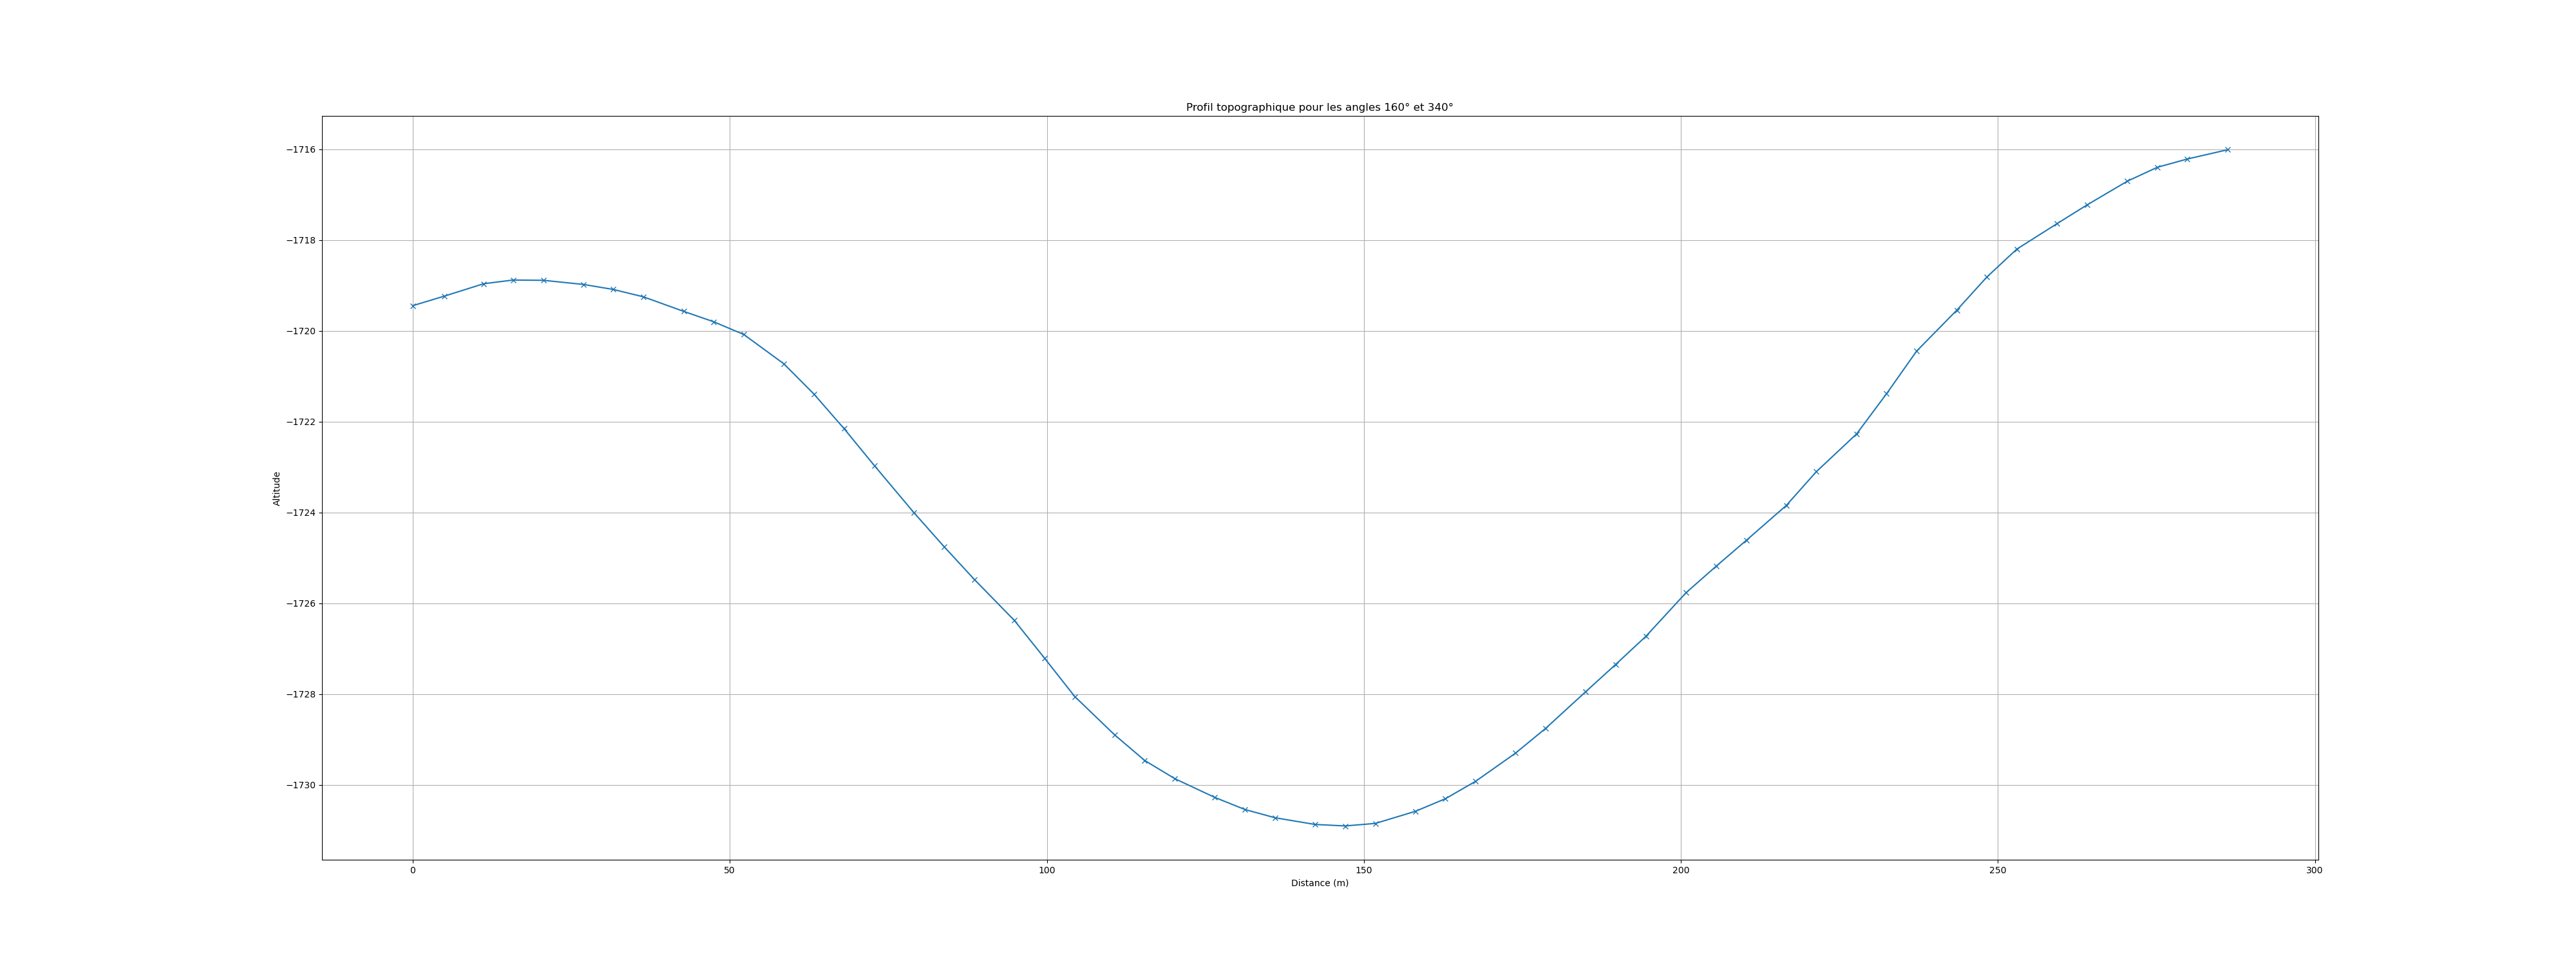 Profil topographique pour les angles 160° et 340°
−1716
−1718
−1720
−1722
−1724
−1726
−1728
−1730
Altitude
0 50 100 150 200 250 300
Distance (m)